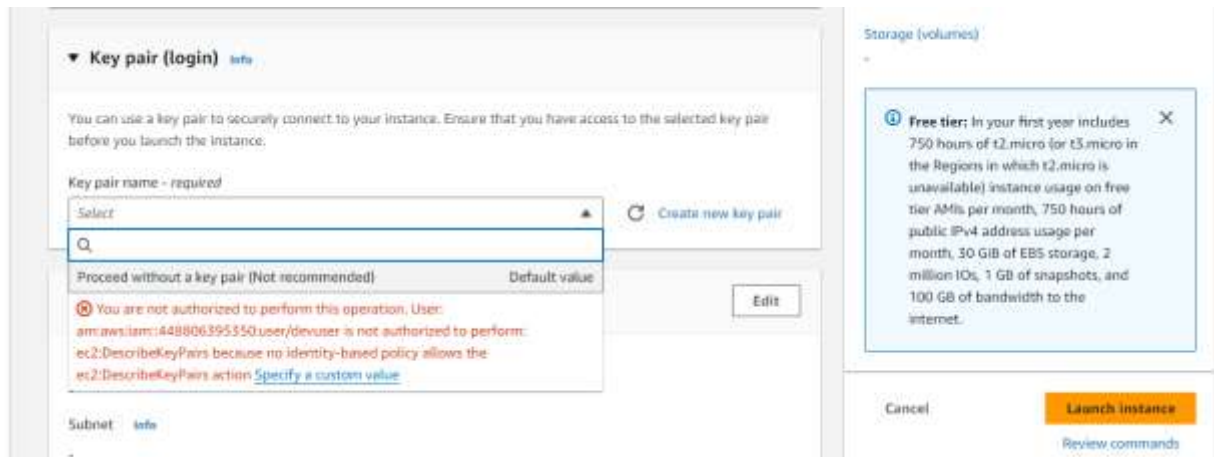 Key pair (login) Info
You can use a key pair to securely connect to your instance. Ensure that you have access to the selected key pair
before you launch the instance.
Key pair name - required
Select
Create new key pair
Proceed without a key pair (Not recommended) Default value
You are not authorized to perform this operation. User:
arn:aws:iam::448806395350:user/devuser is not authorized to perform:
ec2:DescribeKeyPairs because no identity-based policy allows the
ec2:DescribeKeyPairs action Specify a custom value
Edit
Subnet Info
Storage (volumes)
-
Free tier: In your first year includes
750 hours of t2.micro (or t3.micro in
the Regions in which t2.micro is
unavailable) instance usage on free
tier AMIs per month, 750 hours of
public IPv4 address usage per
month, 30 GiB of EBS storage, 2
million IOs, 1 GB of snapshots, and
100 GB of bandwidth to the
internet.
Cancel
Launch instance
Review commands